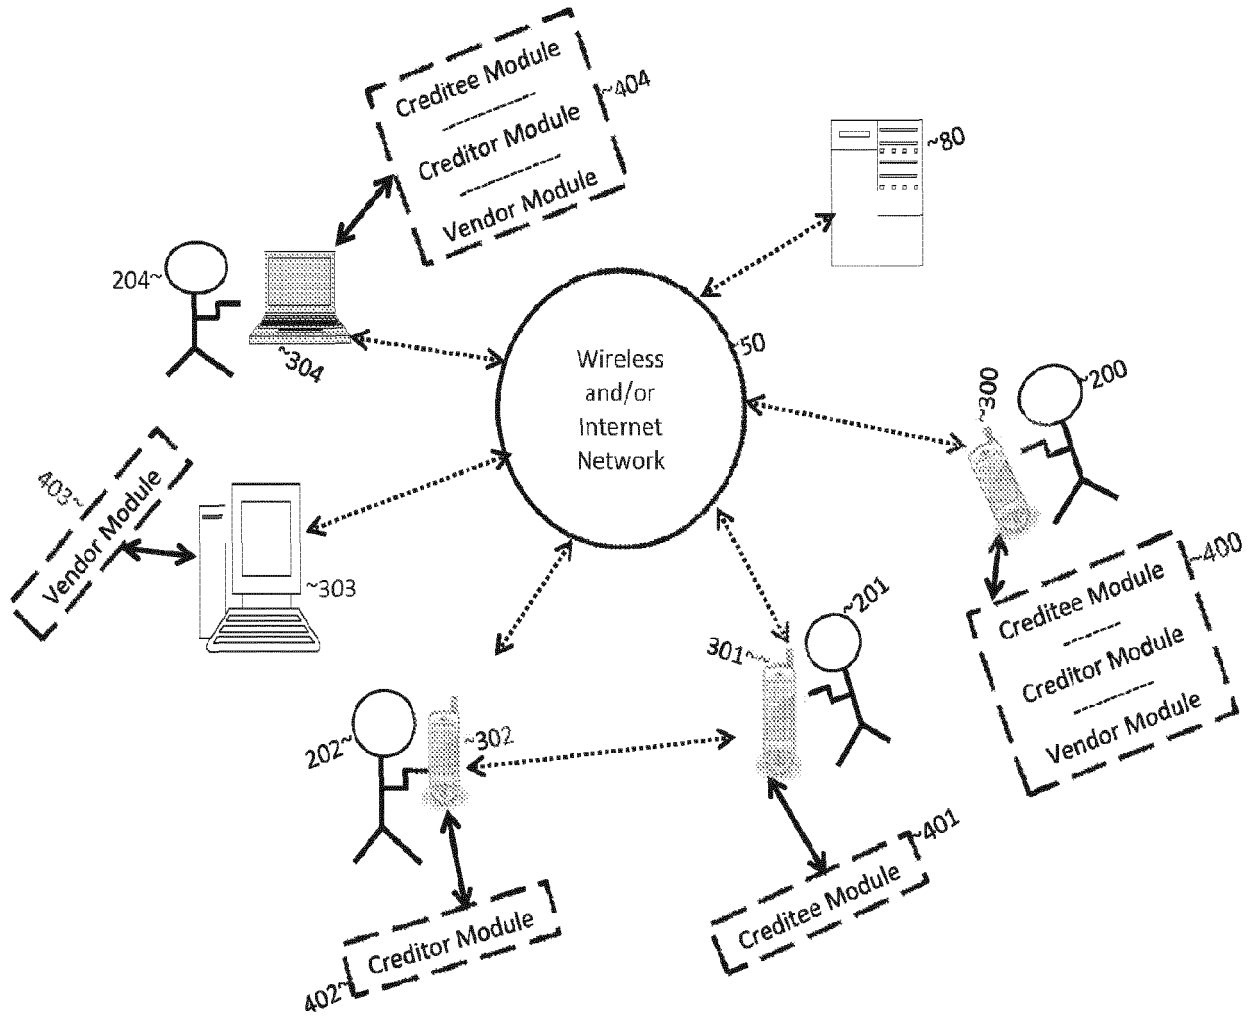 Creditee Module
Creditor Module
Vendor Module
~404
~80
204~
~304
~50
Wireless
and/or
Internet
Network
~300
~200
403~
Vendor Module
~303
~400
Creditee Module
Creditor Module
Vendor Module
301~~
~201
202~
~302
~401
Creditee Module
Creditor Module
402~